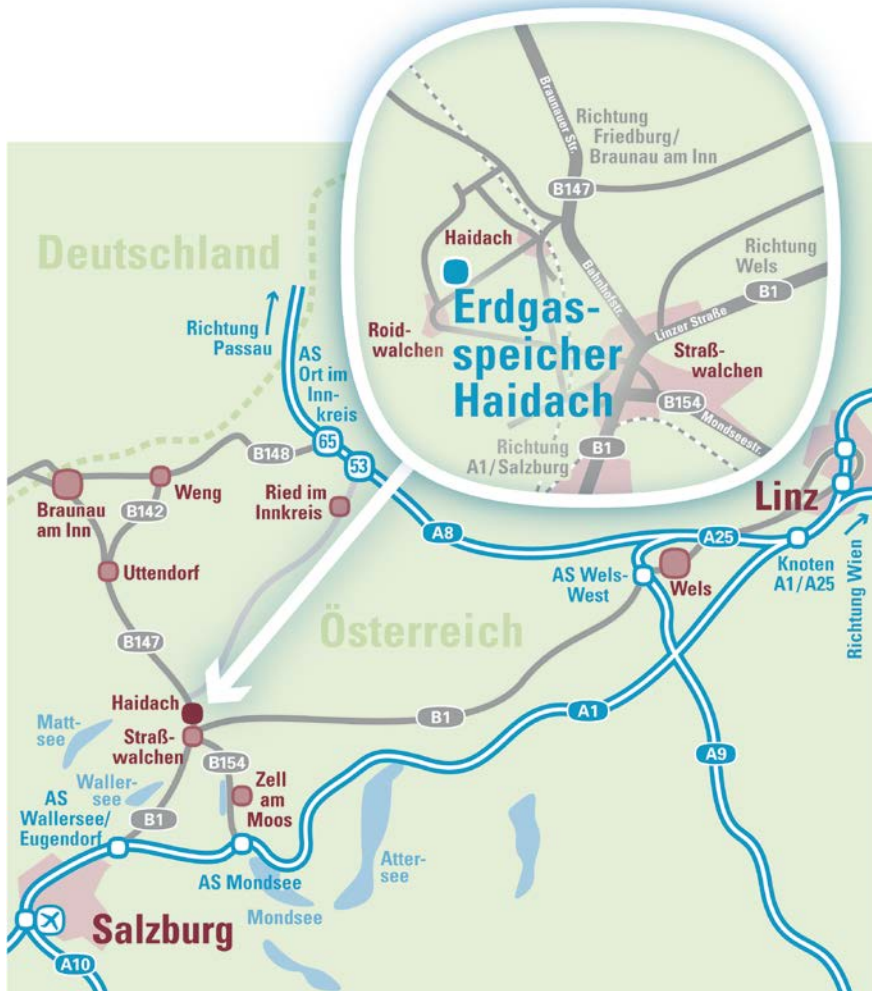 Braunauer Str.
Richtung
Friedburg/
Braunau am Inn
B147
Haidach
Richtung
Wels
B1
Bahnhofstr.
Linzer Straße
Erdgas-
speicher
Haidach
Roid-
walchen
Straß-
walchen
B154
Mondseestr.
Richtung
A1/Salzburg
B1
Deutschland
Richtung
Passau
AS
Ort im
Inn-
kreis
65
53
B148
Weng
Braunau
am Inn
B142
Ried im
Innkreis
Uttendorf
A8
A25
Linz
AS Wels-
West
Wels
Knoten
A1/A25
Richtung Wien
Österreich
B147
Haidach
Straß-
walchen
Matt-
see
B1
A1
A9
B154
Waller-
see
Zell
am
Moos
AS
Wallersee/
Eugendorf
B1
AS Mondsee
Atter-
see
Mondsee
Salzburg
A10